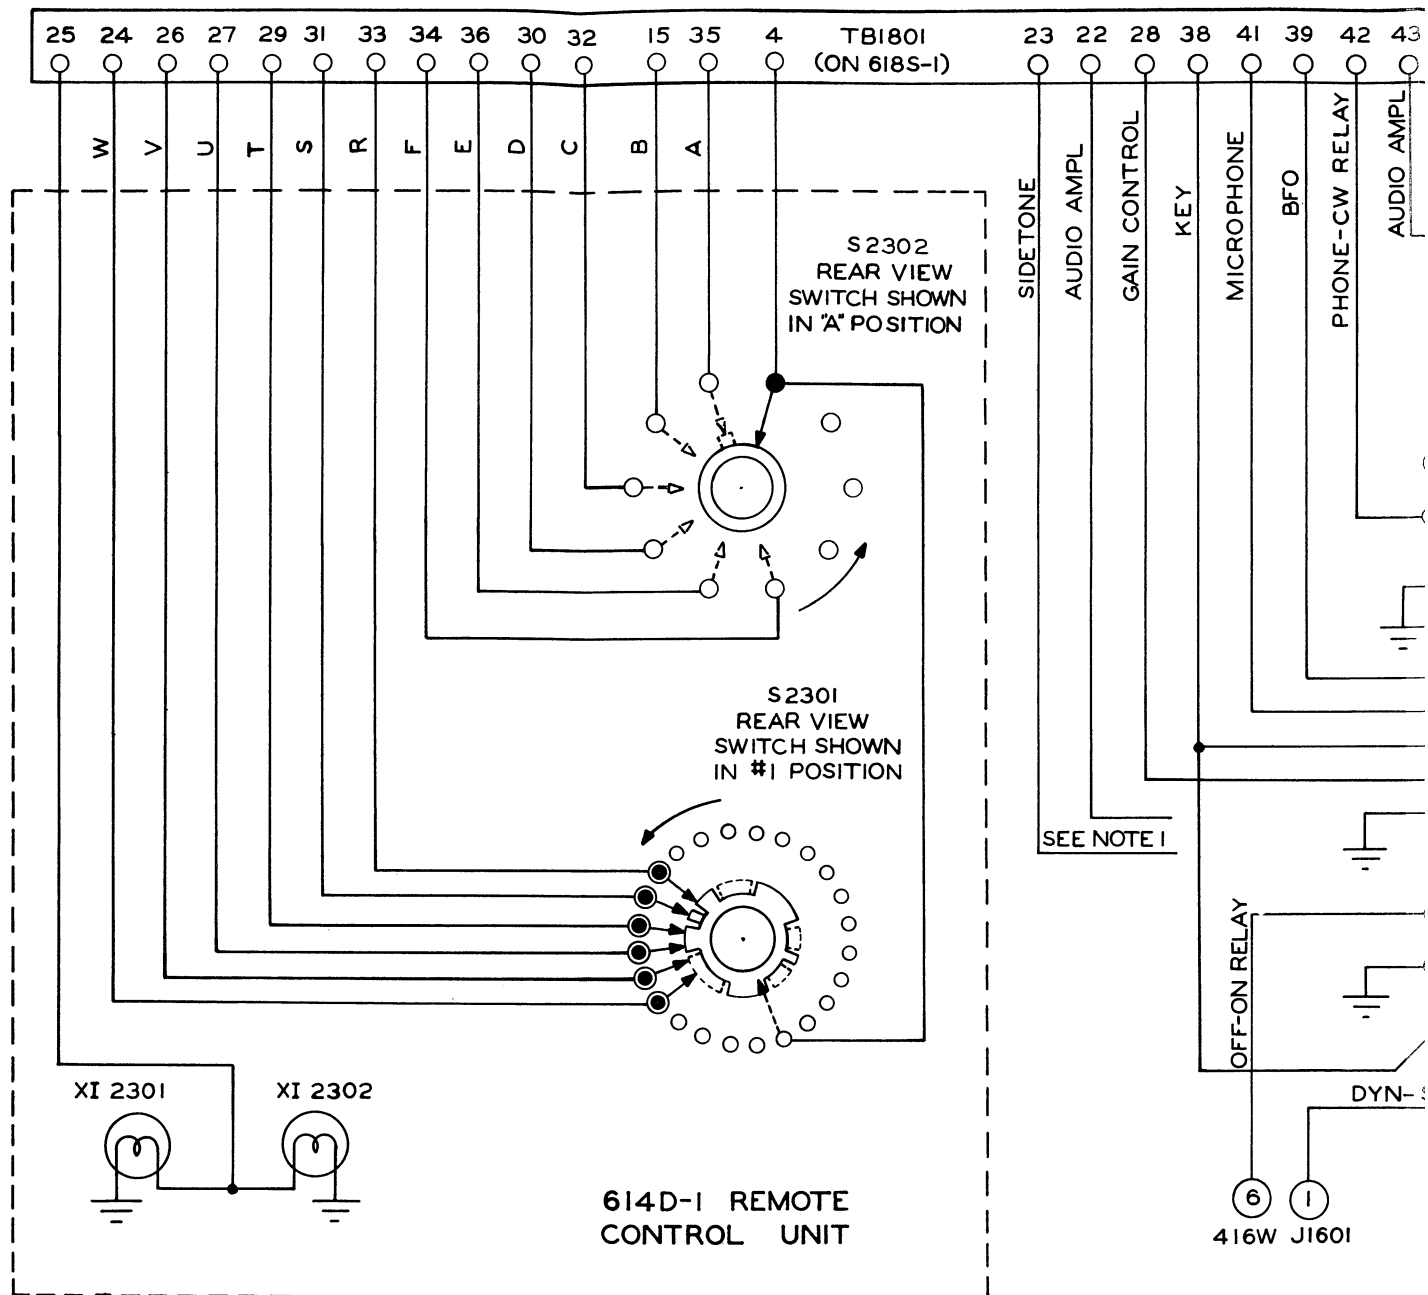 25 24 26 27 29 31 33 34 36 30 32 15 35 4 TB1801 23 22 28 38 41 39 42 43
(ON 618S-1)
W V U T S R F E D C B A
SIDETONE
AUDIO AMPL
GAIN CONTROL
KEY
MICROPHONE
BFO
PHONE-CW RELAY
AUDIO AMPL
S2302
REAR VIEW
SWITCH SHOWN
IN "A" POSITION
S2301
REAR VIEW
SWITCH SHOWN
IN #1 POSITION
SEE NOTE 1
OFF-ON RELAY
XI 2301 XI 2302
DYN-
614D-1 REMOTE
CONTROL UNIT
6 1
416W J1601